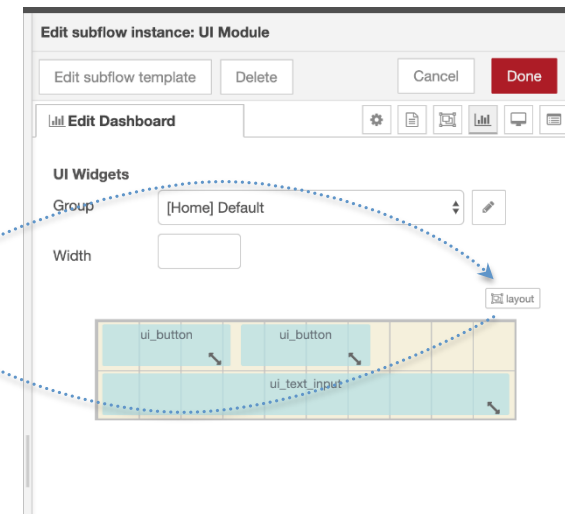 Edit subflow instance: UI Module
Edit subflow template Delete Cancel Done
Edit Dashboard
UI Widgets
Group [Home] Default
Width
layout
ui_button ui_button
ui_text_input